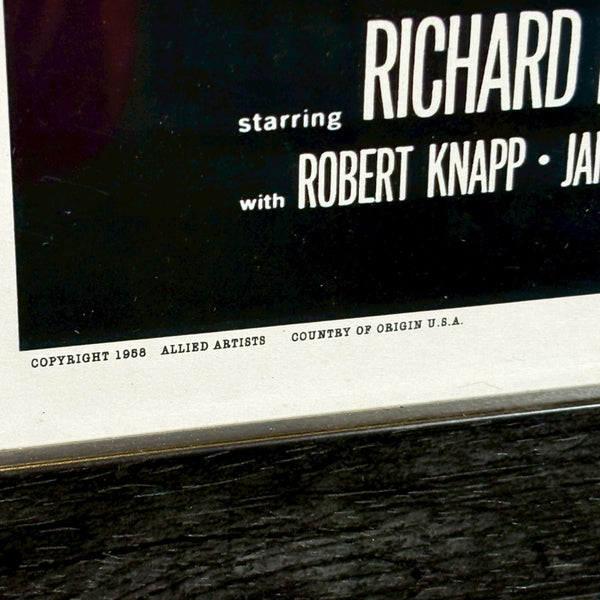 starring RICHARD
with ROBERT KNAPP •
COPYRIGHT 1958 ALLIED ARTISTS COUNTRY OF ORIGIN U.S.A.